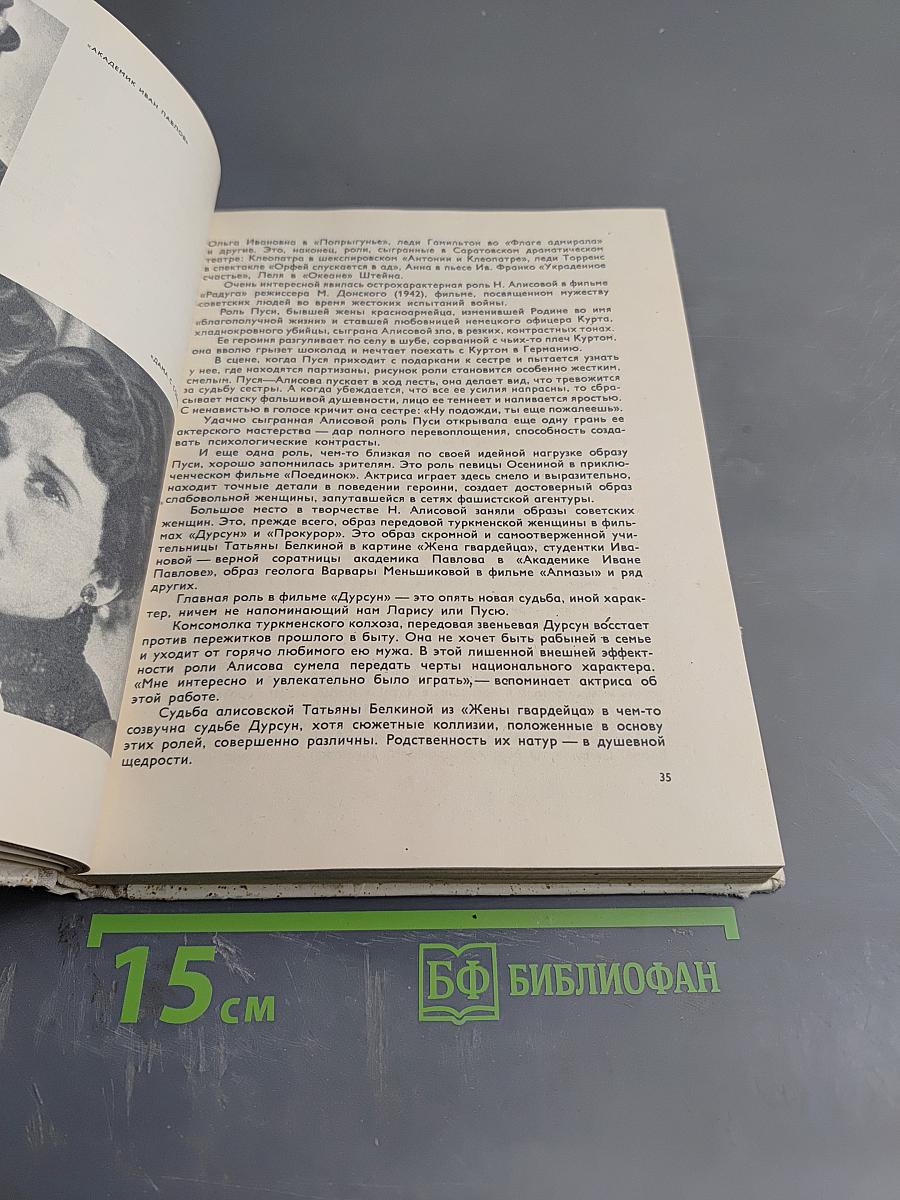 «АКАДЕМИК ИВАН ПАВЛОВ»
«ДАМА С
Ольга Ивановна в «Попрыгунье», леди Гамильтон во «Флаге адмирала»
и другие. Это, наконец, роли, сыгранные в Саратовском драматическом
театре: Клеопатра в шекспировском «Антонии и Клеопатре», леди Торренс
в спектакле «Орфей спускается в ад», Анна в пьесе Ив. Франко «Украденное
счастье», Леля в «Океане» Штейна.
Очень интересной явилась острохарактерная роль Н. Алисовой в фильме
«Радуга» режиссера М. Донского (1942), фильме, посвященном мужеству
советских людей во время жестоких испытаний войны.
Роль Пуси, бывшей жены красноармейца, изменившей Родине во имя
«благополучной жизни» и ставшей любовницей немецкого офицера Курта,
хладнокровного убийцы, сыграна Алисовой зло, в резких, контрастных тонах.
Ее героиня разгуливает по селу в шубе, сорванной с чьих-то плеч Куртом,
она вволю грызет шоколад и мечтает поехать с Куртом в Германию.
В сцене, когда Пуся приходит с подарками к сестре и пытается узнать
у нее, где находятся партизаны, рисунок роли становится особенно жестким,
смелым. Пуся—Алисова пускает в ход лесть, она делает вид, что тревожится
за судьбу сестры. А когда убеждается, что все ее усилия напрасны, то сбра-
сывает маску фальшивой душевности, лицо ее темнеет и наливается яростью.
С ненавистью в голосе кричит она сестре: «Ну подожди, ты еще пожалеешь».
Удачно сыгранная Алисовой роль Пуси открывала еще одну грань ее
актерского мастерства — дар полного перевоплощения, способность созда-
вать психологические контрасты.
И еще одна роль, чем-то близкая по своей идейной нагрузке образу
Пуси, хорошо запомнилась зрителям. Это роль певицы Осениной в приклю-
ченческом фильме «Поединок». Актриса играет здесь смело и выразительно,
находит точные детали в поведении героини, создает достоверный образ
слабовольной женщины, запутавшейся в сетях фашистской агентуры.
Большое место в творчестве Н. Алисовой заняли образы советских
женщин. Это, прежде всего, образ передовой туркменской женщины в филь-
мах «Дурсун» и «Прокурор». Это образ скромной и самоотверженной учи-
тельницы Татьяны Белкиной в картине «Жена гвардейца», студентки Ива-
новой — верной соратницы академика Павлова в «Академике Иване
Павлове», образ геолога Варвары Меньшиковой в фильме «Алмазы» и ряд
других.
Главная роль в фильме «Дурсун» — это опять новая судьба, иной харак-
тер, ничем не напоминающий нам Ларису или Пусю.
Комсомолка туркменского колхоза, передовая звеньевая Дурсун восстает
против пережитков прошлого в быту. Она не хочет быть рабыней в семье
и уходит от горячо любимого ею мужа. В этой лишенной внешней эффект-
ности роли Алисова сумела передать черты национального характера.
«Мне интересно и увлекательно было играть»,— вспоминает актриса об
этой работе.
Судьба алисовской Татьяны Белкиной из «Жены гвардейца» в чем-то
созвучна судьбе Дурсун, хотя сюжетные коллизии, положенные в основу
этих ролей, совершенно различны. Родственность их натур — в душевной
щедрости.
35
15 см
БФ БИБЛИОФАН